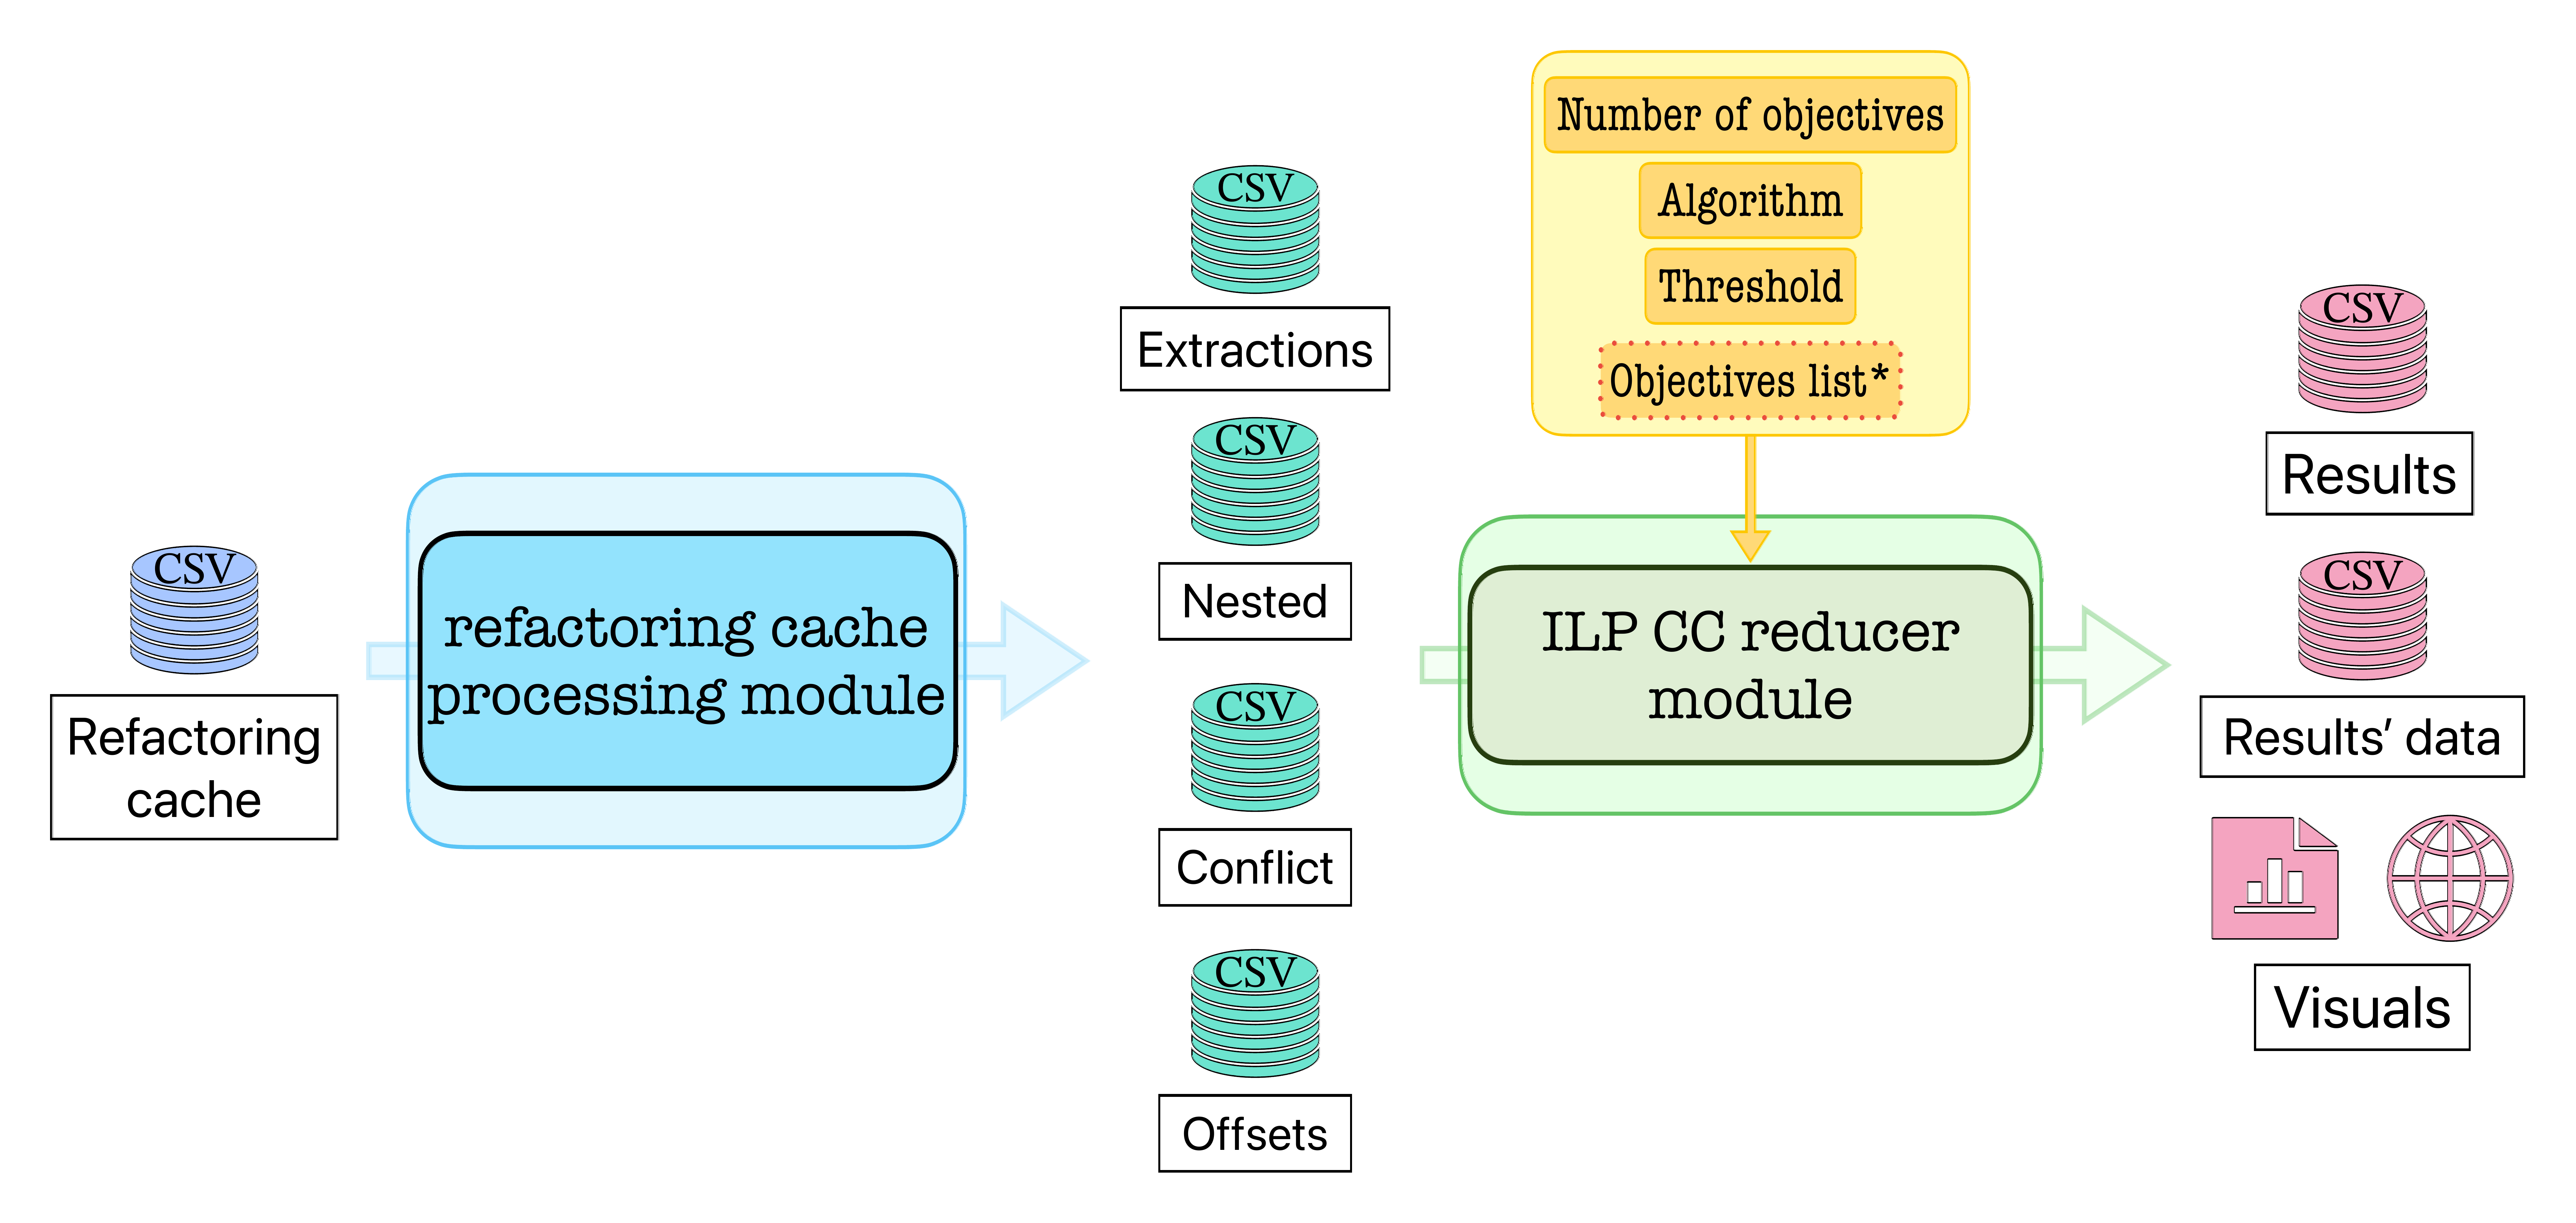 CSV
Refactoring
cache
refactoring cache
processing module
CSV
Extractions
CSV
Nested
CSV
Conflict
CSV
Offsets
Number of objectives
Algorithm
Threshold
Objectives list*
ILP CC reducer
module
CSV
Results
CSV
Results’ data
Visuals